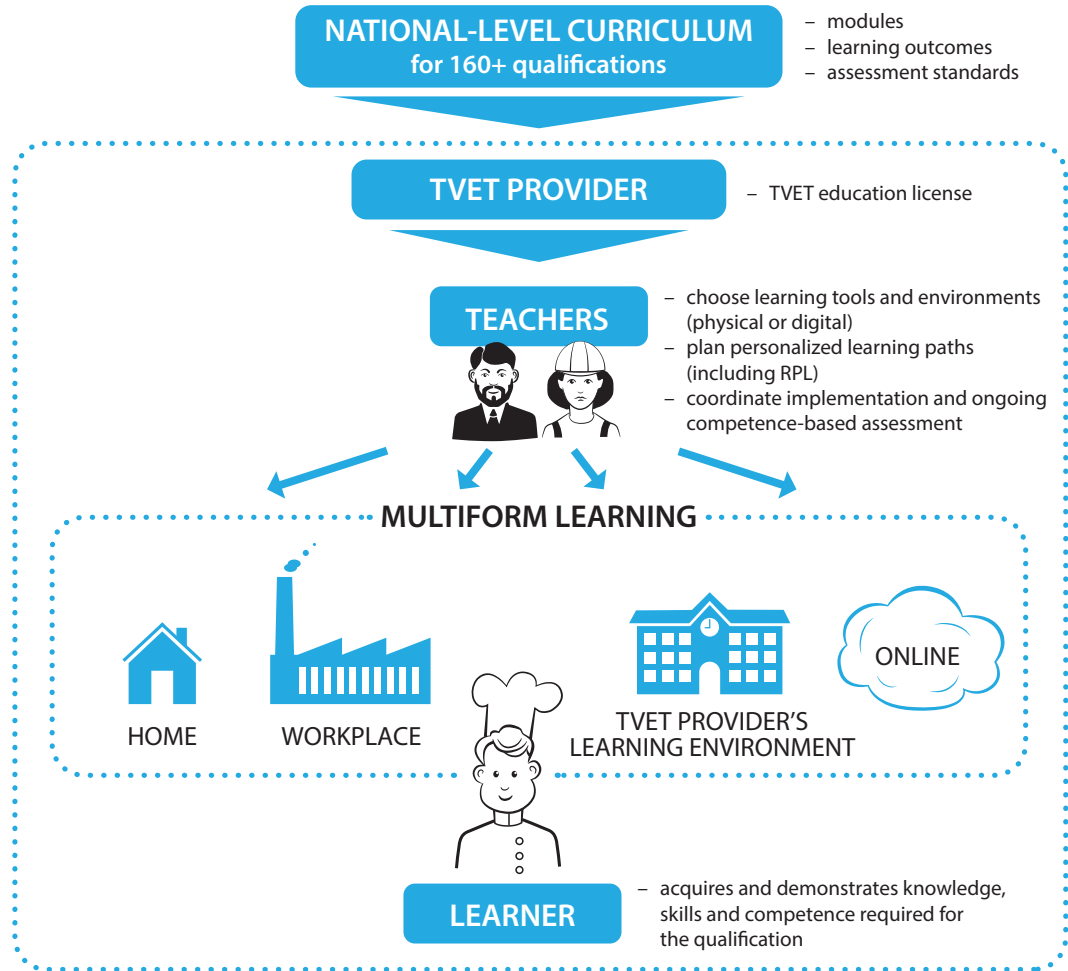 NATIONAL-LEVEL CURRICULUM
for 160+ qualifications
– modules
– learning outcomes
– assessment standards
TVET PROVIDER
– TVET education license
TEACHERS
– choose learning tools and environments
(physical or digital)
– plan personalized learning paths
(including RPL)
– coordinate implementation and ongoing
competence-based assessment
MULTIFORM LEARNING
HOME
WORKPLACE
TVET PROVIDER'S
LEARNING ENVIRONMENT
ONLINE
LEARNER
– acquires and demonstrates knowledge,
skills and competence required for
the qualification